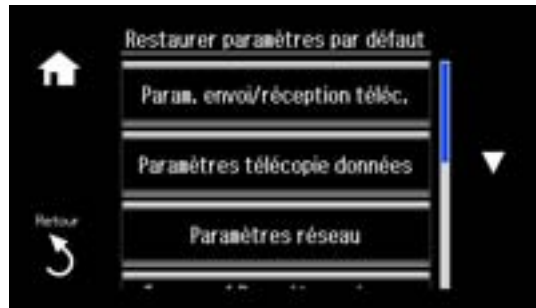 Restaurer paramètres par défaut
Param. envoi/réception téléc.
Paramètres télécopie données
Retour
Paramètres réseau